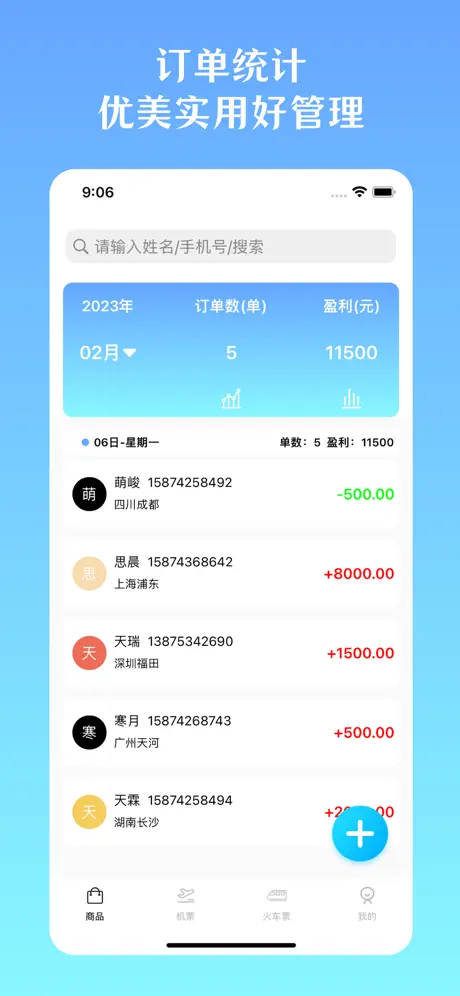 订单统计
优美实用好管理
9:06
请输入姓名/手机号/搜索
2023年 订单数(单) 盈利(元)
02月 5 11500
06日-星期一 单数: 5 盈利: 11500
萌 萌峻 15874258492 -500.00
四川成都
思 思晨 15874368642 +8000.00
上海浦东
天 天瑞 13875342690 +1500.00
深圳福田
寒 寒月 15874268743 +500.00
广州天河
天 天霖 15874258494
湖南长沙
商品 机票 火车票 我的